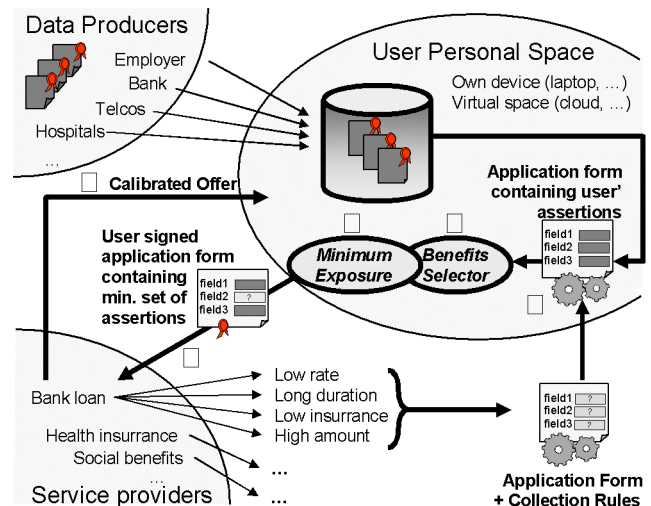 Data Producers
Employer
Bank
Telcos
Hospitals
...
User Personal Space
Own device (laptop, ...)
Virtual space (cloud, ...)
Calibrated Offer
Application form
containing user'
assertions
field1
field2
field3
User signed
application form
containing
min. set of
assertions
field1
field2 ?
field3
Minimum
Exposure
Benefits
Selector
Bank loan
Health insurrance
Social benefits
...
Service providers
Low rate
Long duration
Low insurrance
High amount
...
...
field1 ?
field2 ?
field3 ?
Application Form
+ Collection Rules